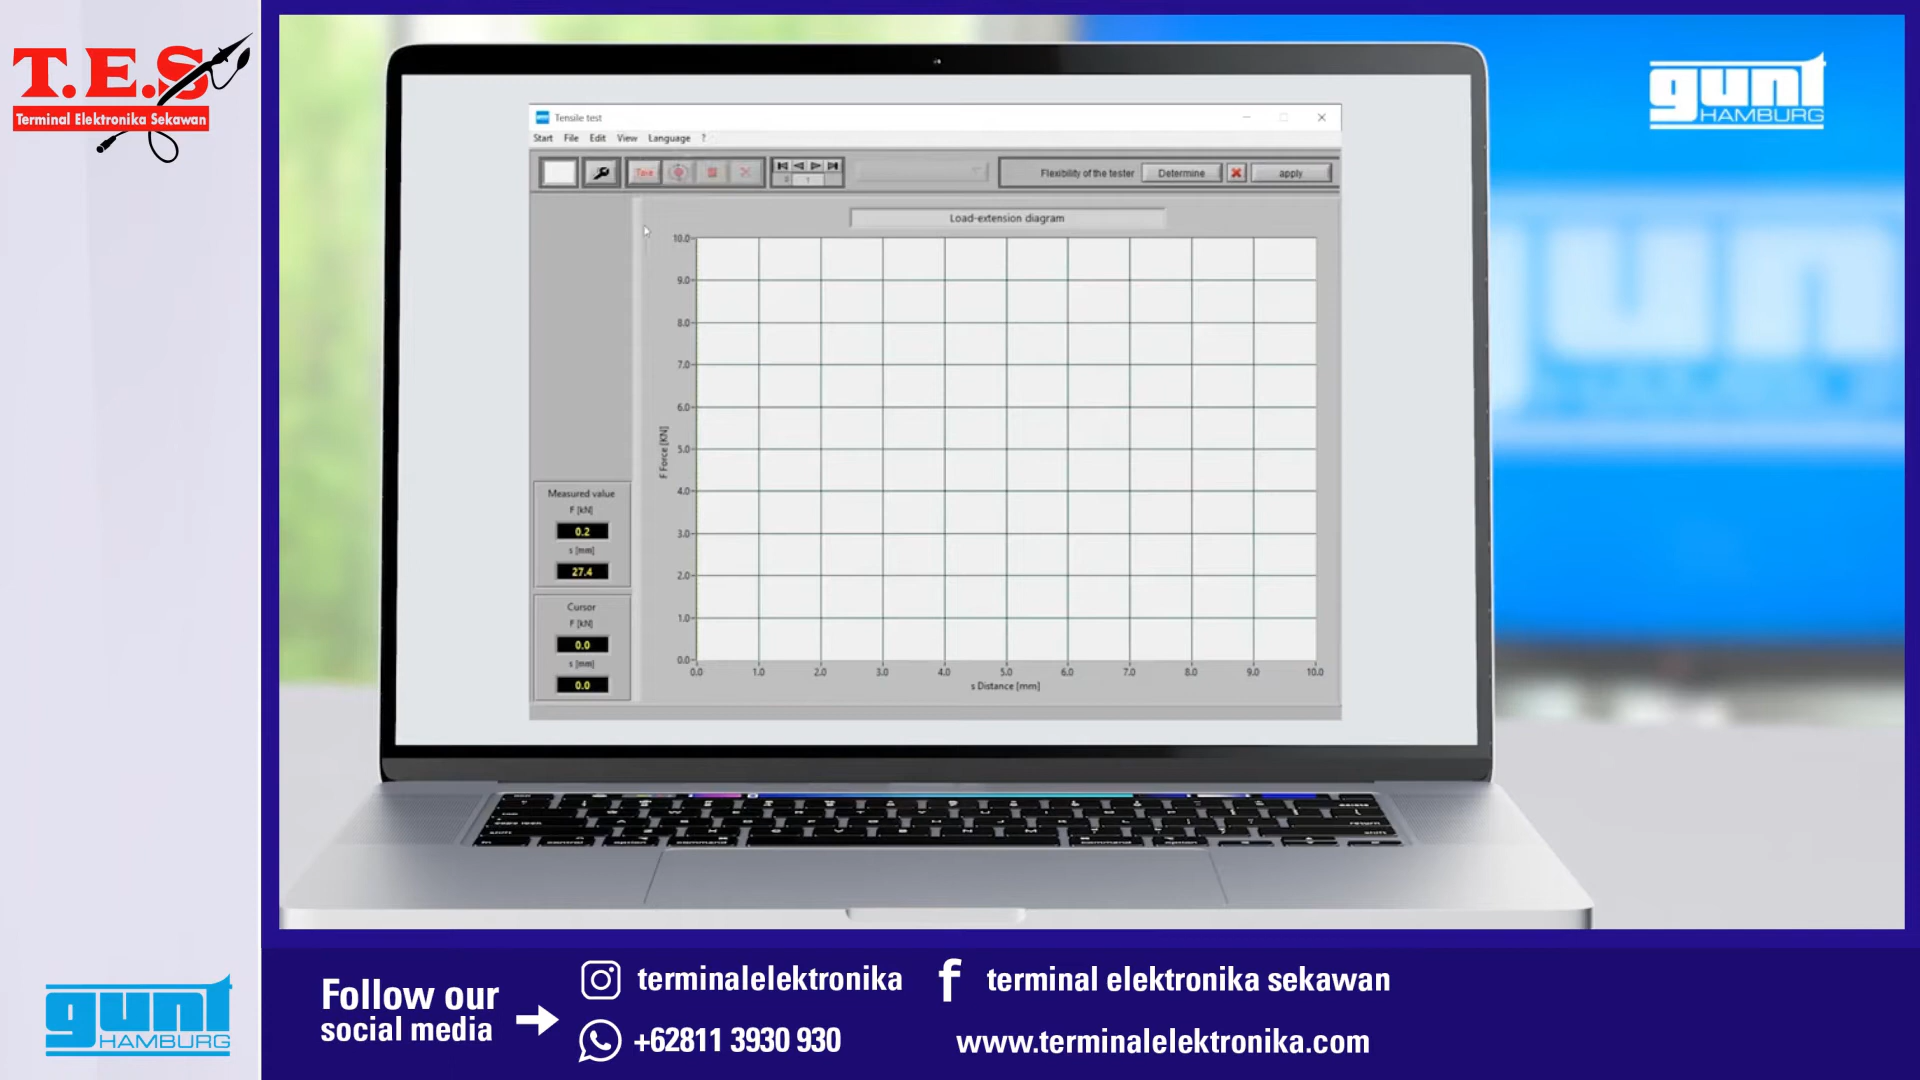 T.E.S
Terminal Elektronika Sekawan
gunt
HAMBURG
Tensile test
Start File Edit View Language ?
Tare
1
Flexibility of the tester Determine apply
Load-extension diagram
10.0
9.0
8.0
7.0
6.0
5.0
4.0
3.0
2.0
1.0
0.0
F Force [kN]
0.0 1.0 2.0 3.0 4.0 5.0 6.0 7.0 8.0 9.0 10.0
s Distance [mm]
Measured value
F [kN]
0.2
s [mm]
27.4
Cursor
F [kN]
0.0
s [mm]
0.0
gunt
HAMBURG
Follow our
social media
terminalelektronika
terminal elektronika sekawan
+62811 3930 930
www.terminalelektronika.com